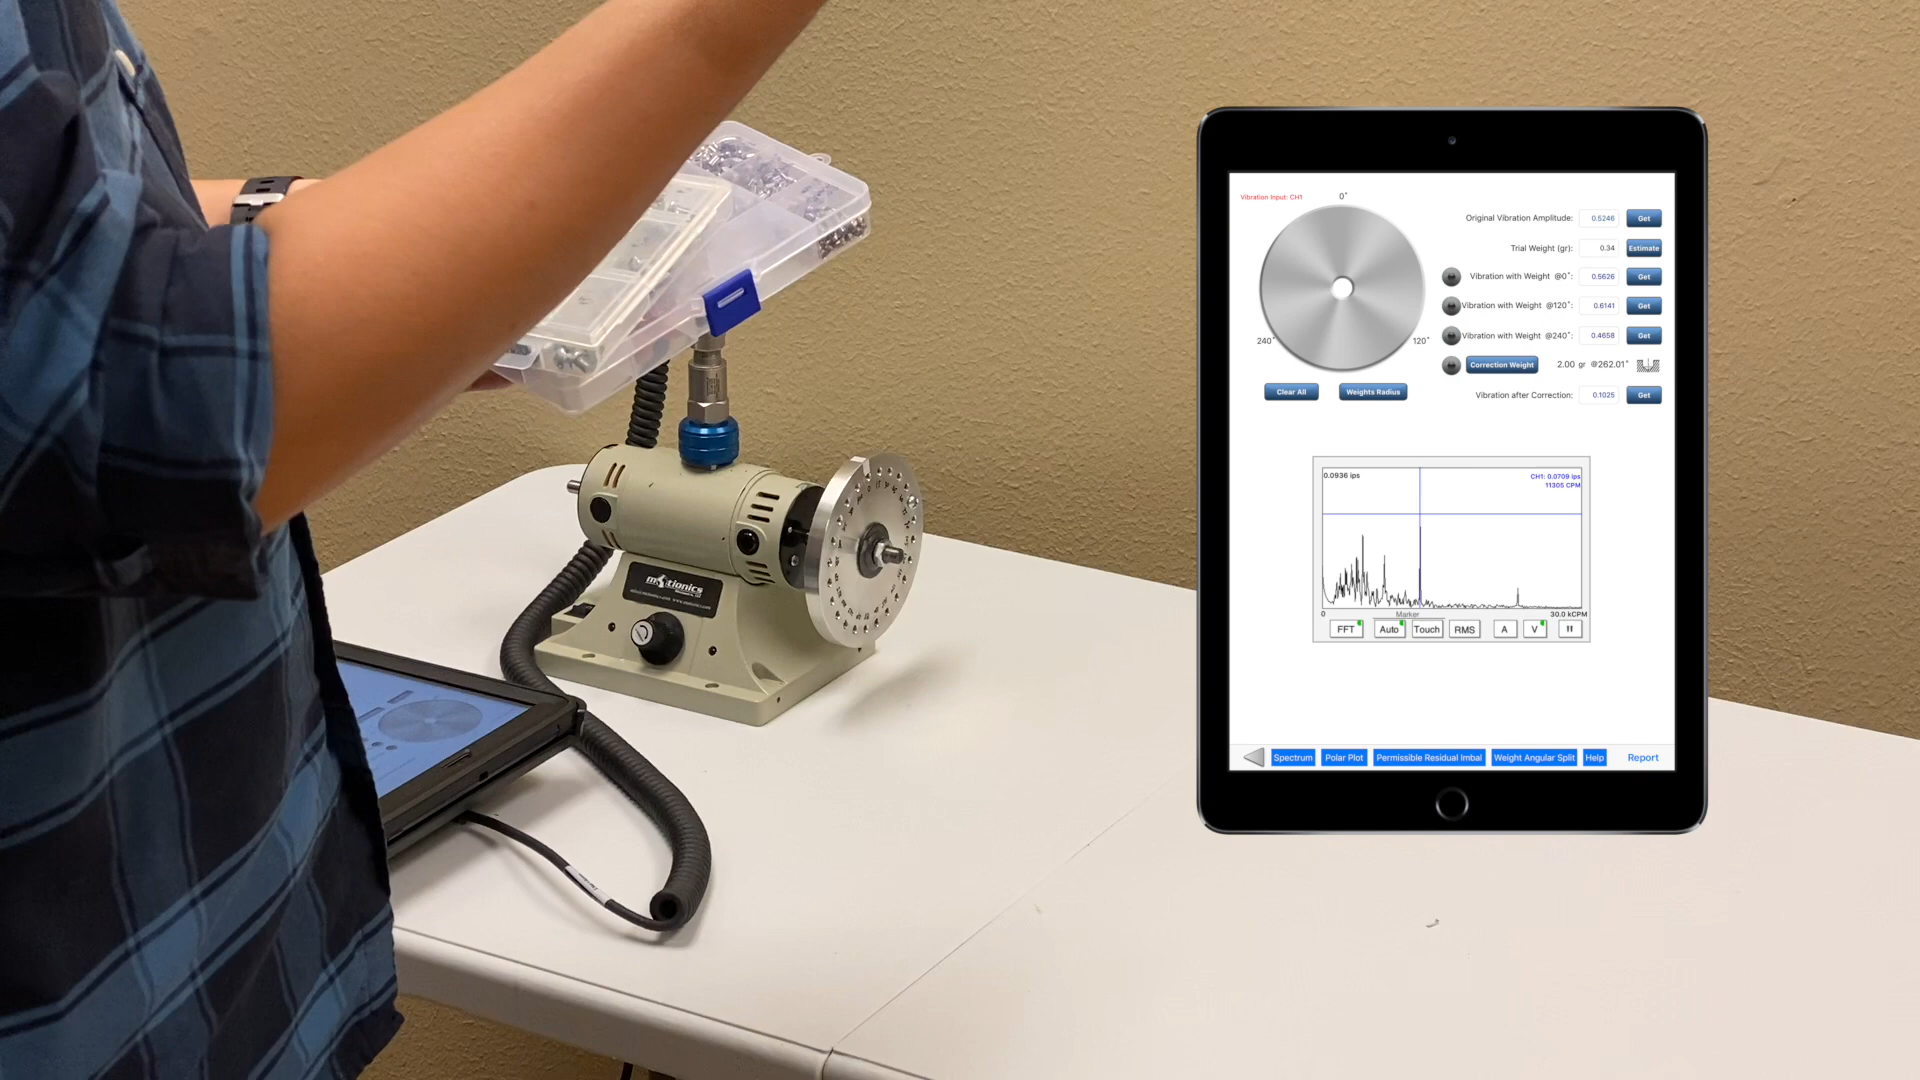 motionics
Vibration Input: CH1
0°
240°
120°
Original Vibration Amplitude: 0.5246 Get
Trial Weight (gr): 0.34 Estimate
Vibration with Weight @0°: 0.5626 Get
Vibration with Weight @120°: 0.6141 Get
Vibration with Weight @240°: 0.4658 Get
Correction Weight 2.00 gr @262.01°
Clear All Weights Radius
Vibration after Correction: 0.1025 Get
0.0936 ips
CH1: 0.0709 ips
11305 CPM
0 Marker 30.0 kCPM
FFT Auto Touch RMS A V
Spectrum Polar Plot Permissible Residual Imbal Weight Angular Split Help Report